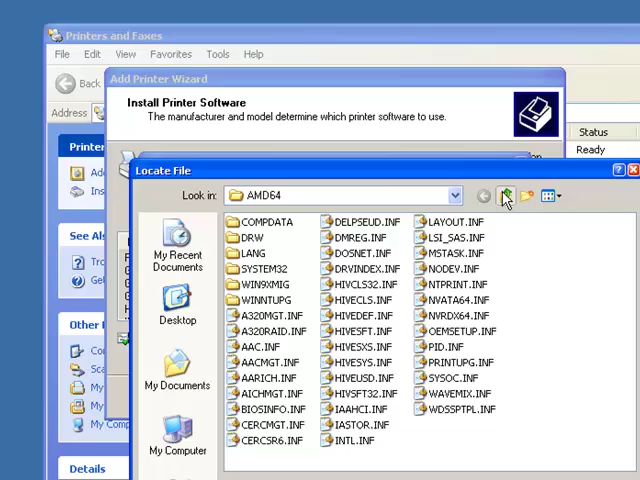 Printers and Faxes
File Edit View Favorites Tools Help
Back
Address
Add Printer Wizard
Install Printer Software
The manufacturer and model determine which printer software to use.
Status
Ready
Printer
See Als
Other
My Comp
Details
Locate File
Look in: AMD64
My Recent
Documents
Desktop
My Documents
My Computer
COMPDATA
DRW
LANG
SYSTEM32
WIN9XMIG
WINNTUPG
A320MGT.INF
A320RAID.INF
AAC.INF
AACMGT.INF
AARICH.INF
AICHMGT.INF
BIOSINFO.INF
CERCMGT.INF
CERCSR6.INF
DELPSEUD.INF
DMREG.INF
DOSNET.INF
DRVINDEX.INF
HIVCLS32.INF
HIVECLS.INF
HIVEDEF.INF
HIVESFT.INF
HIVESXS.INF
HIVESYS.INF
HIVEUSD.INF
HIVSFT32.INF
IAAHCI.INF
IASTOR.INF
INTL.INF
LAYOUT.INF
LSI_SAS.INF
MSTASK.INF
NODEV.INF
NTPRINT.INF
NVATA64.INF
NVRDX64.INF
OEMSETUP.INF
PID.INF
PRINTUPG.INF
SYSOC.INF
WAVEMIX.INF
WDSSPTPL.INF